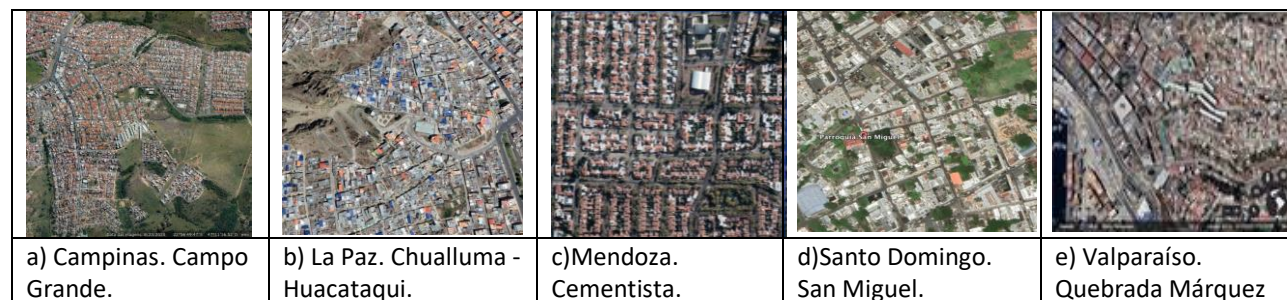 Parroquia San Miguel
a) Campinas. Campo
Grande.
b) La Paz. Chualluma -
Huacataqui.
c)Mendoza.
Cementista.
d)Santo Domingo.
San Miguel.
e) Valparaíso.
Quebrada Márquez